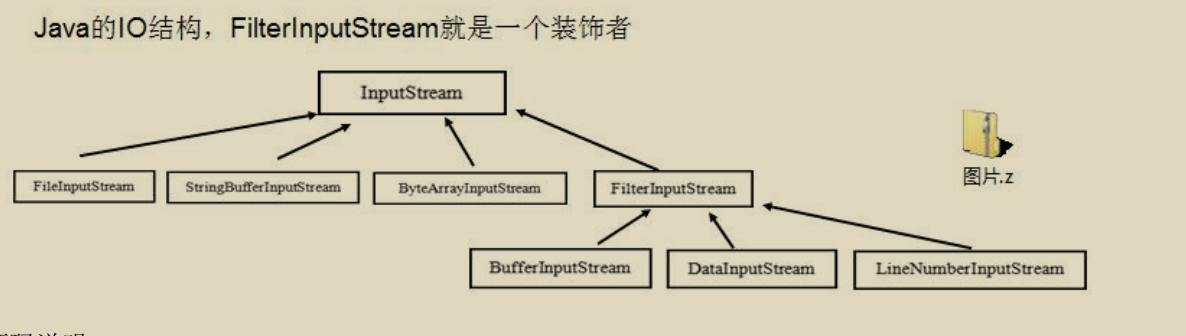 Java的IO结构，FilterInputStream就是一个装饰者
InputStream
图片.z
FileInputStream
StringBufferInputStream
ByteArrayInputStream
FilterInputStream
BufferInputStream
DataInputStream
LineNumberInputStream